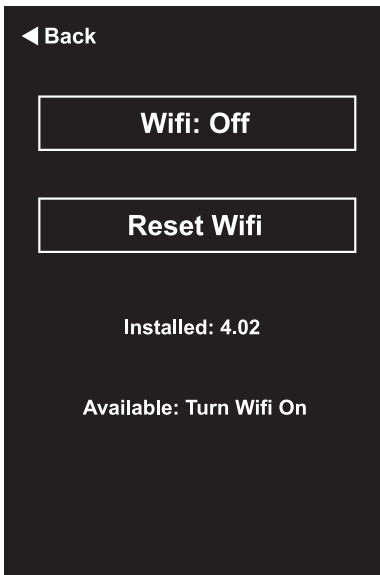 Back
Wifi: Off
Reset Wifi
Installed: 4.02
Available: Turn Wifi On